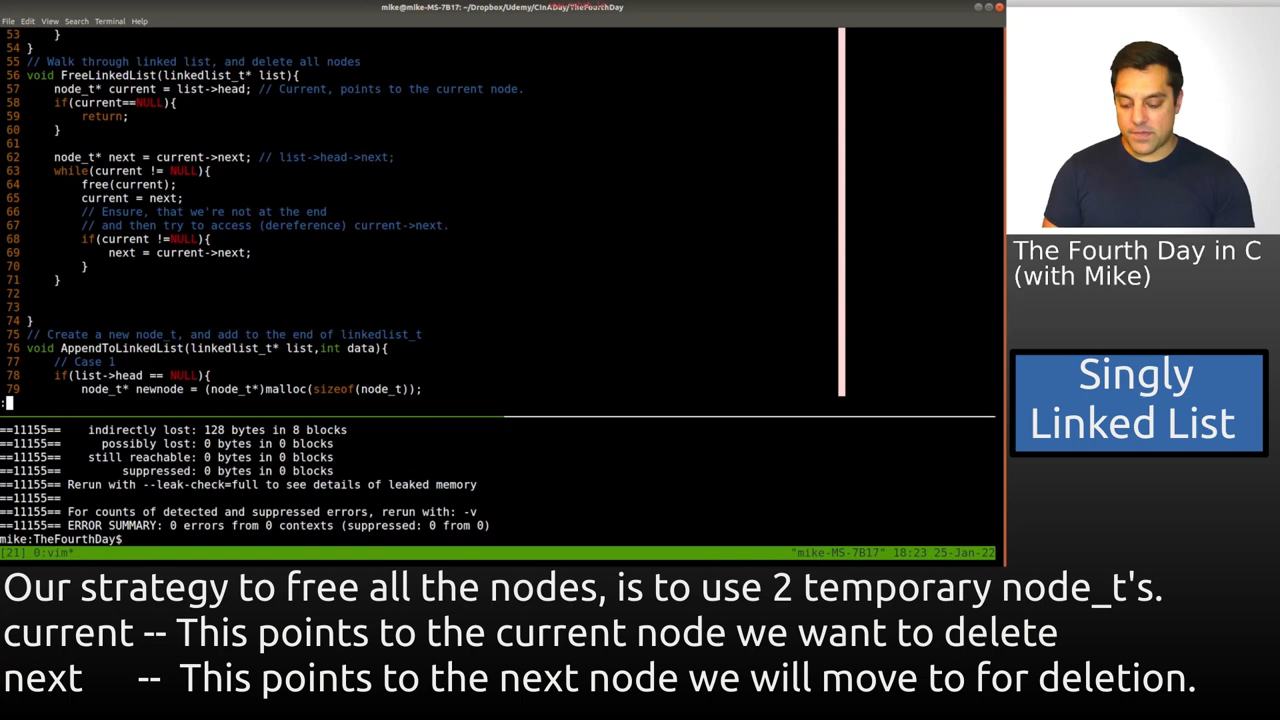 mike@mike-MS-7B17: ~/Dropbox/Udemy/CInADay/TheFourthDay
File Edit View Search Terminal Help
53     }
54 }
55 // Walk through linked list, and delete all nodes
56 void FreeLinkedList(linkedlist_t* list){
57     node_t* current = list->head; // Current, points to the current node.
58     if(current==NULL){
59         return;
60     }
61
62     node_t* next = current->next; // list->head->next;
63     while(current != NULL){
64         free(current);
65         current = next;
66         // Ensure, that we're not at the end
67         // and then try to access (dereference) current->next.
68         if(current !=NULL){
69             next = current->next;
70         }
71     }
72
73
74 }
75 // Create a new node_t, and add to the end of linkedlist_t
76 void AppendToLinkedList(linkedlist_t* list,int data){
77     // Case 1
78     if(list->head == NULL){
79         node_t* newnode = (node_t*)malloc(sizeof(node_t));
:
==11155==    indirectly lost: 128 bytes in 8 blocks
==11155==      possibly lost: 0 bytes in 0 blocks
==11155==    still reachable: 0 bytes in 0 blocks
==11155==         suppressed: 0 bytes in 0 blocks
==11155== Rerun with --leak-check=full to see details of leaked memory
==11155==
==11155== For counts of detected and suppressed errors, rerun with: -v
==11155== ERROR SUMMARY: 0 errors from 0 contexts (suppressed: 0 from 0)
mike:TheFourthDay$
[21] 0:vim* "mike-MS-7B17" 18:23 25-Jan-22
The Fourth Day in C
(with Mike)
Singly
Linked List
Our strategy to free all the nodes, is to use 2 temporary node_t's.
current -- This points to the current node we want to delete
next -- This points to the next node we will move to for deletion.